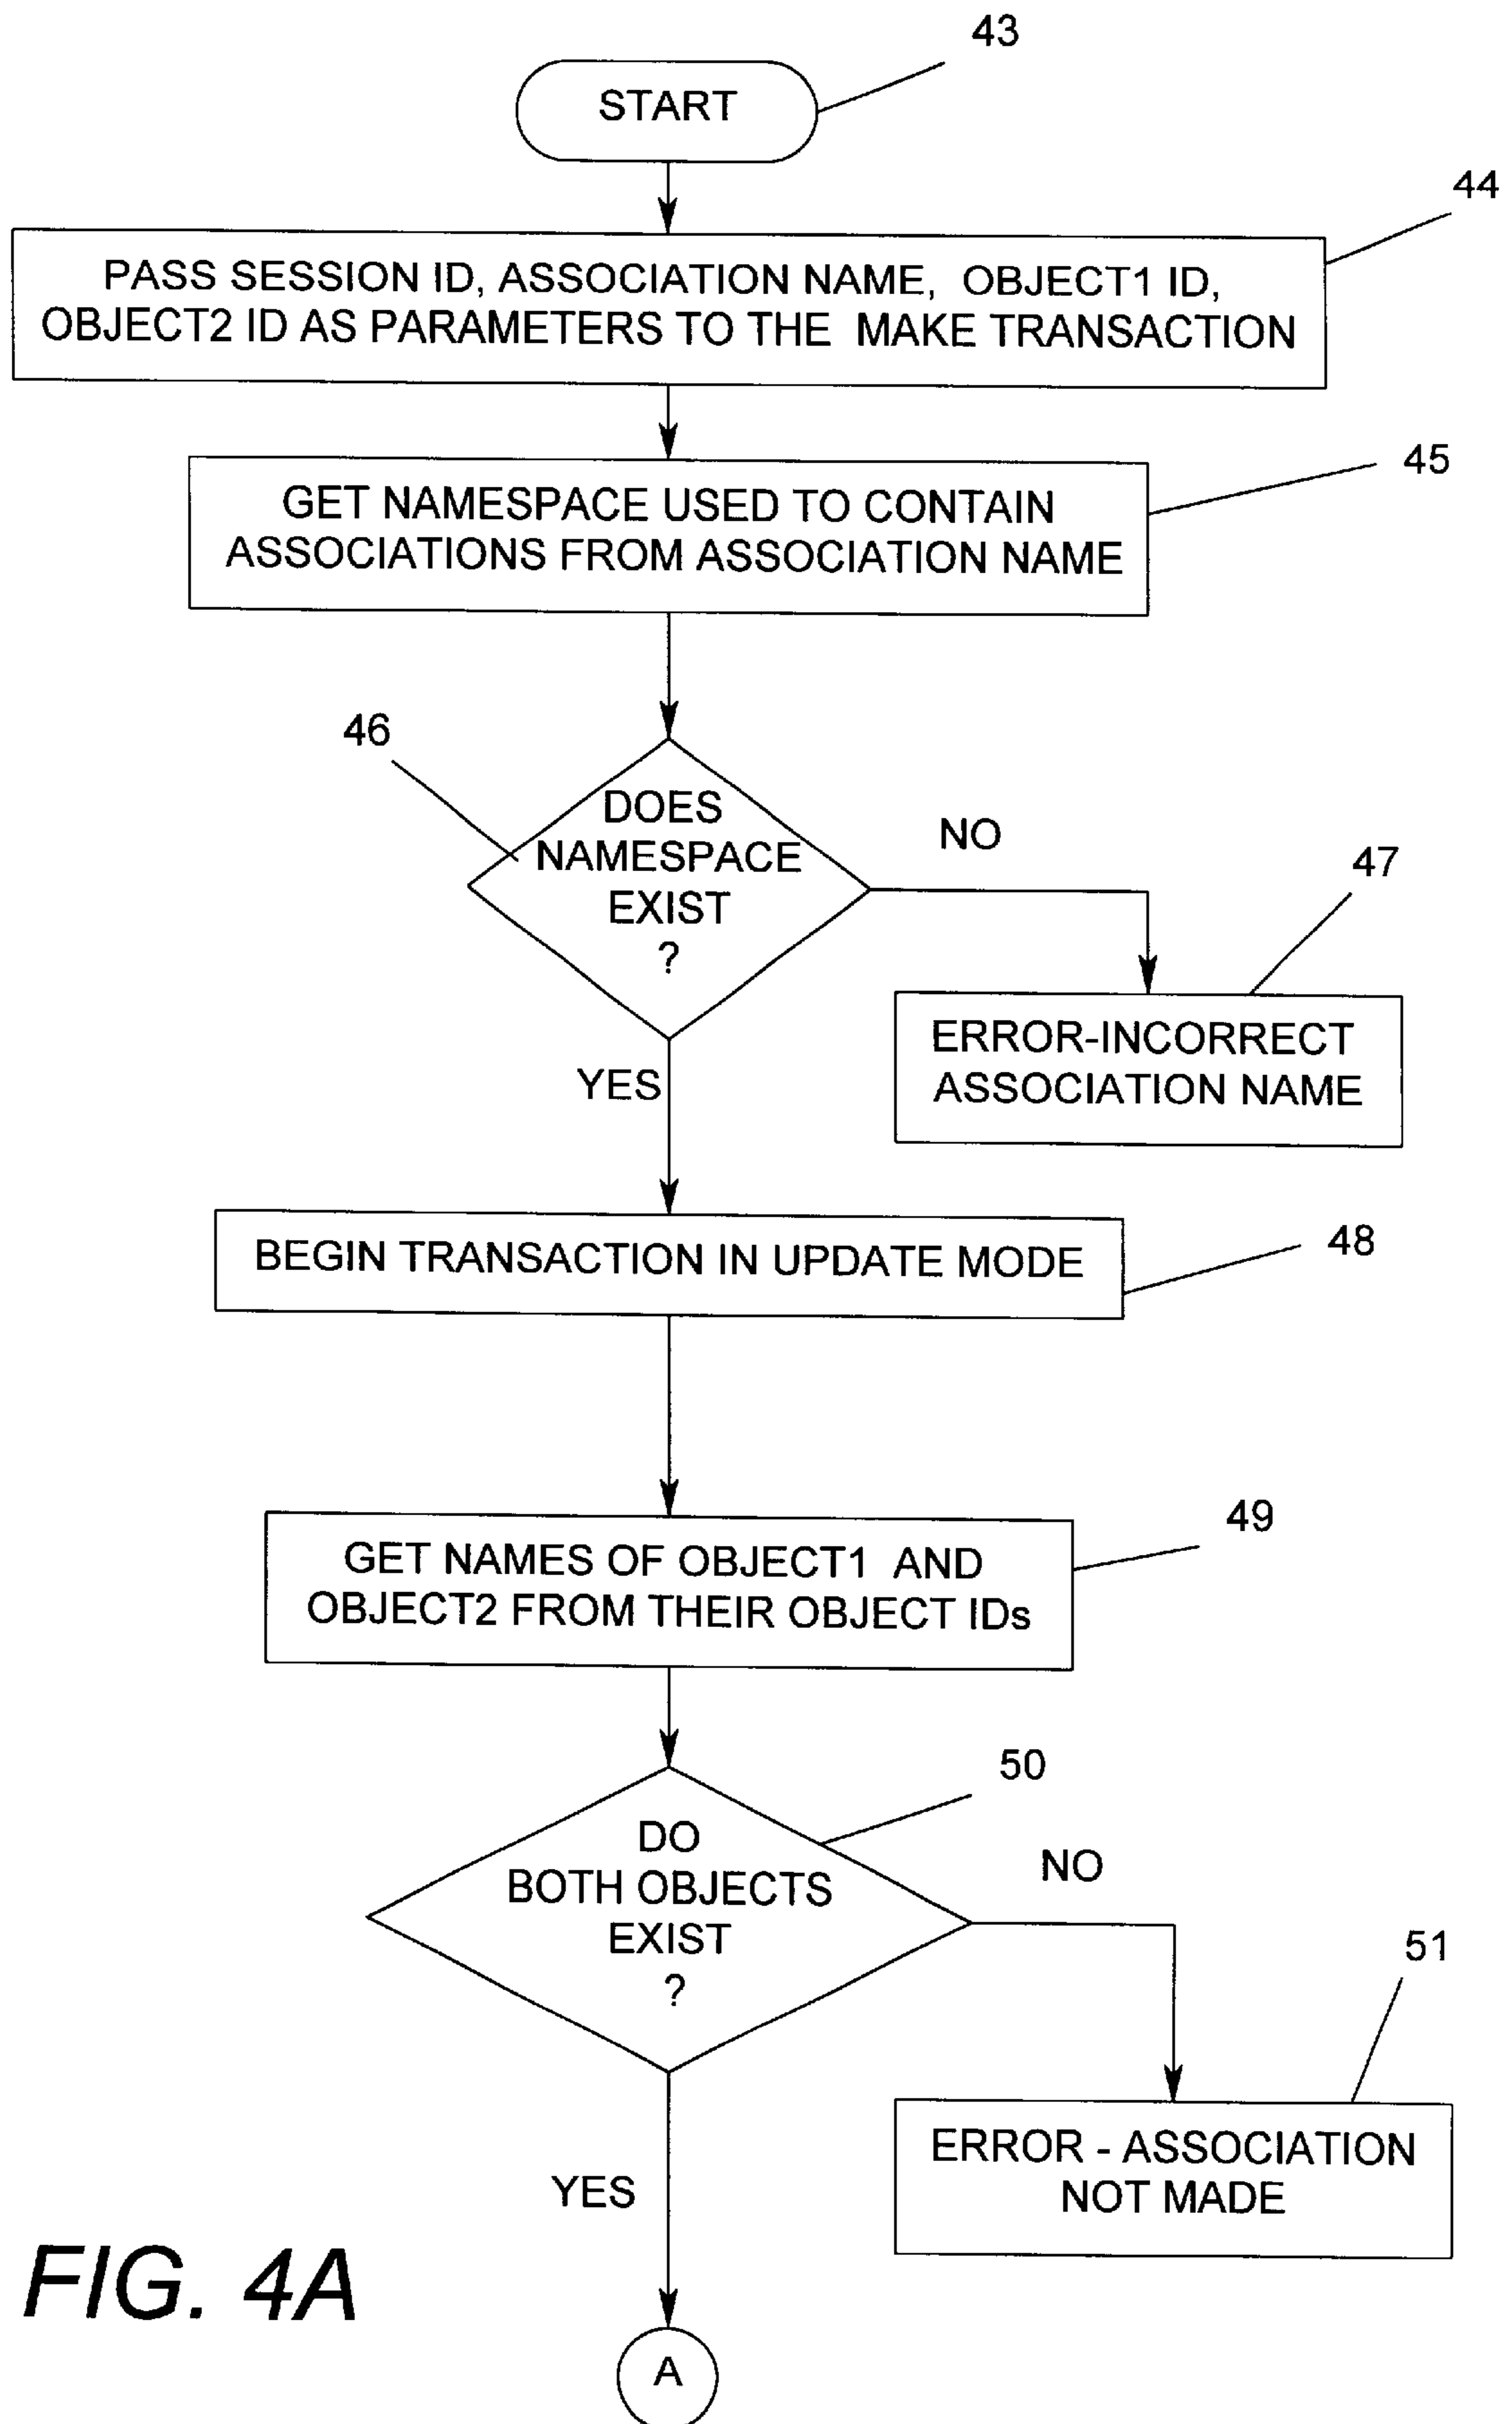 43
START
44
PASS SESSION ID, ASSOCIATION NAME, OBJECT1 ID,
OBJECT2 ID AS PARAMETERS TO THE MAKE TRANSACTION
45
GET NAMESPACE USED TO CONTAIN
ASSOCIATIONS FROM ASSOCIATION NAME
46
DOES
NAMESPACE
EXIST
?
NO
47
ERROR-INCORRECT
ASSOCIATION NAME
YES
48
BEGIN TRANSACTION IN UPDATE MODE
49
GET NAMES OF OBJECT1 AND
OBJECT2 FROM THEIR OBJECT IDs
50
DO
BOTH OBJECTS
EXIST
?
NO
51
ERROR - ASSOCIATION
NOT MADE
YES
FIG. 4A
A